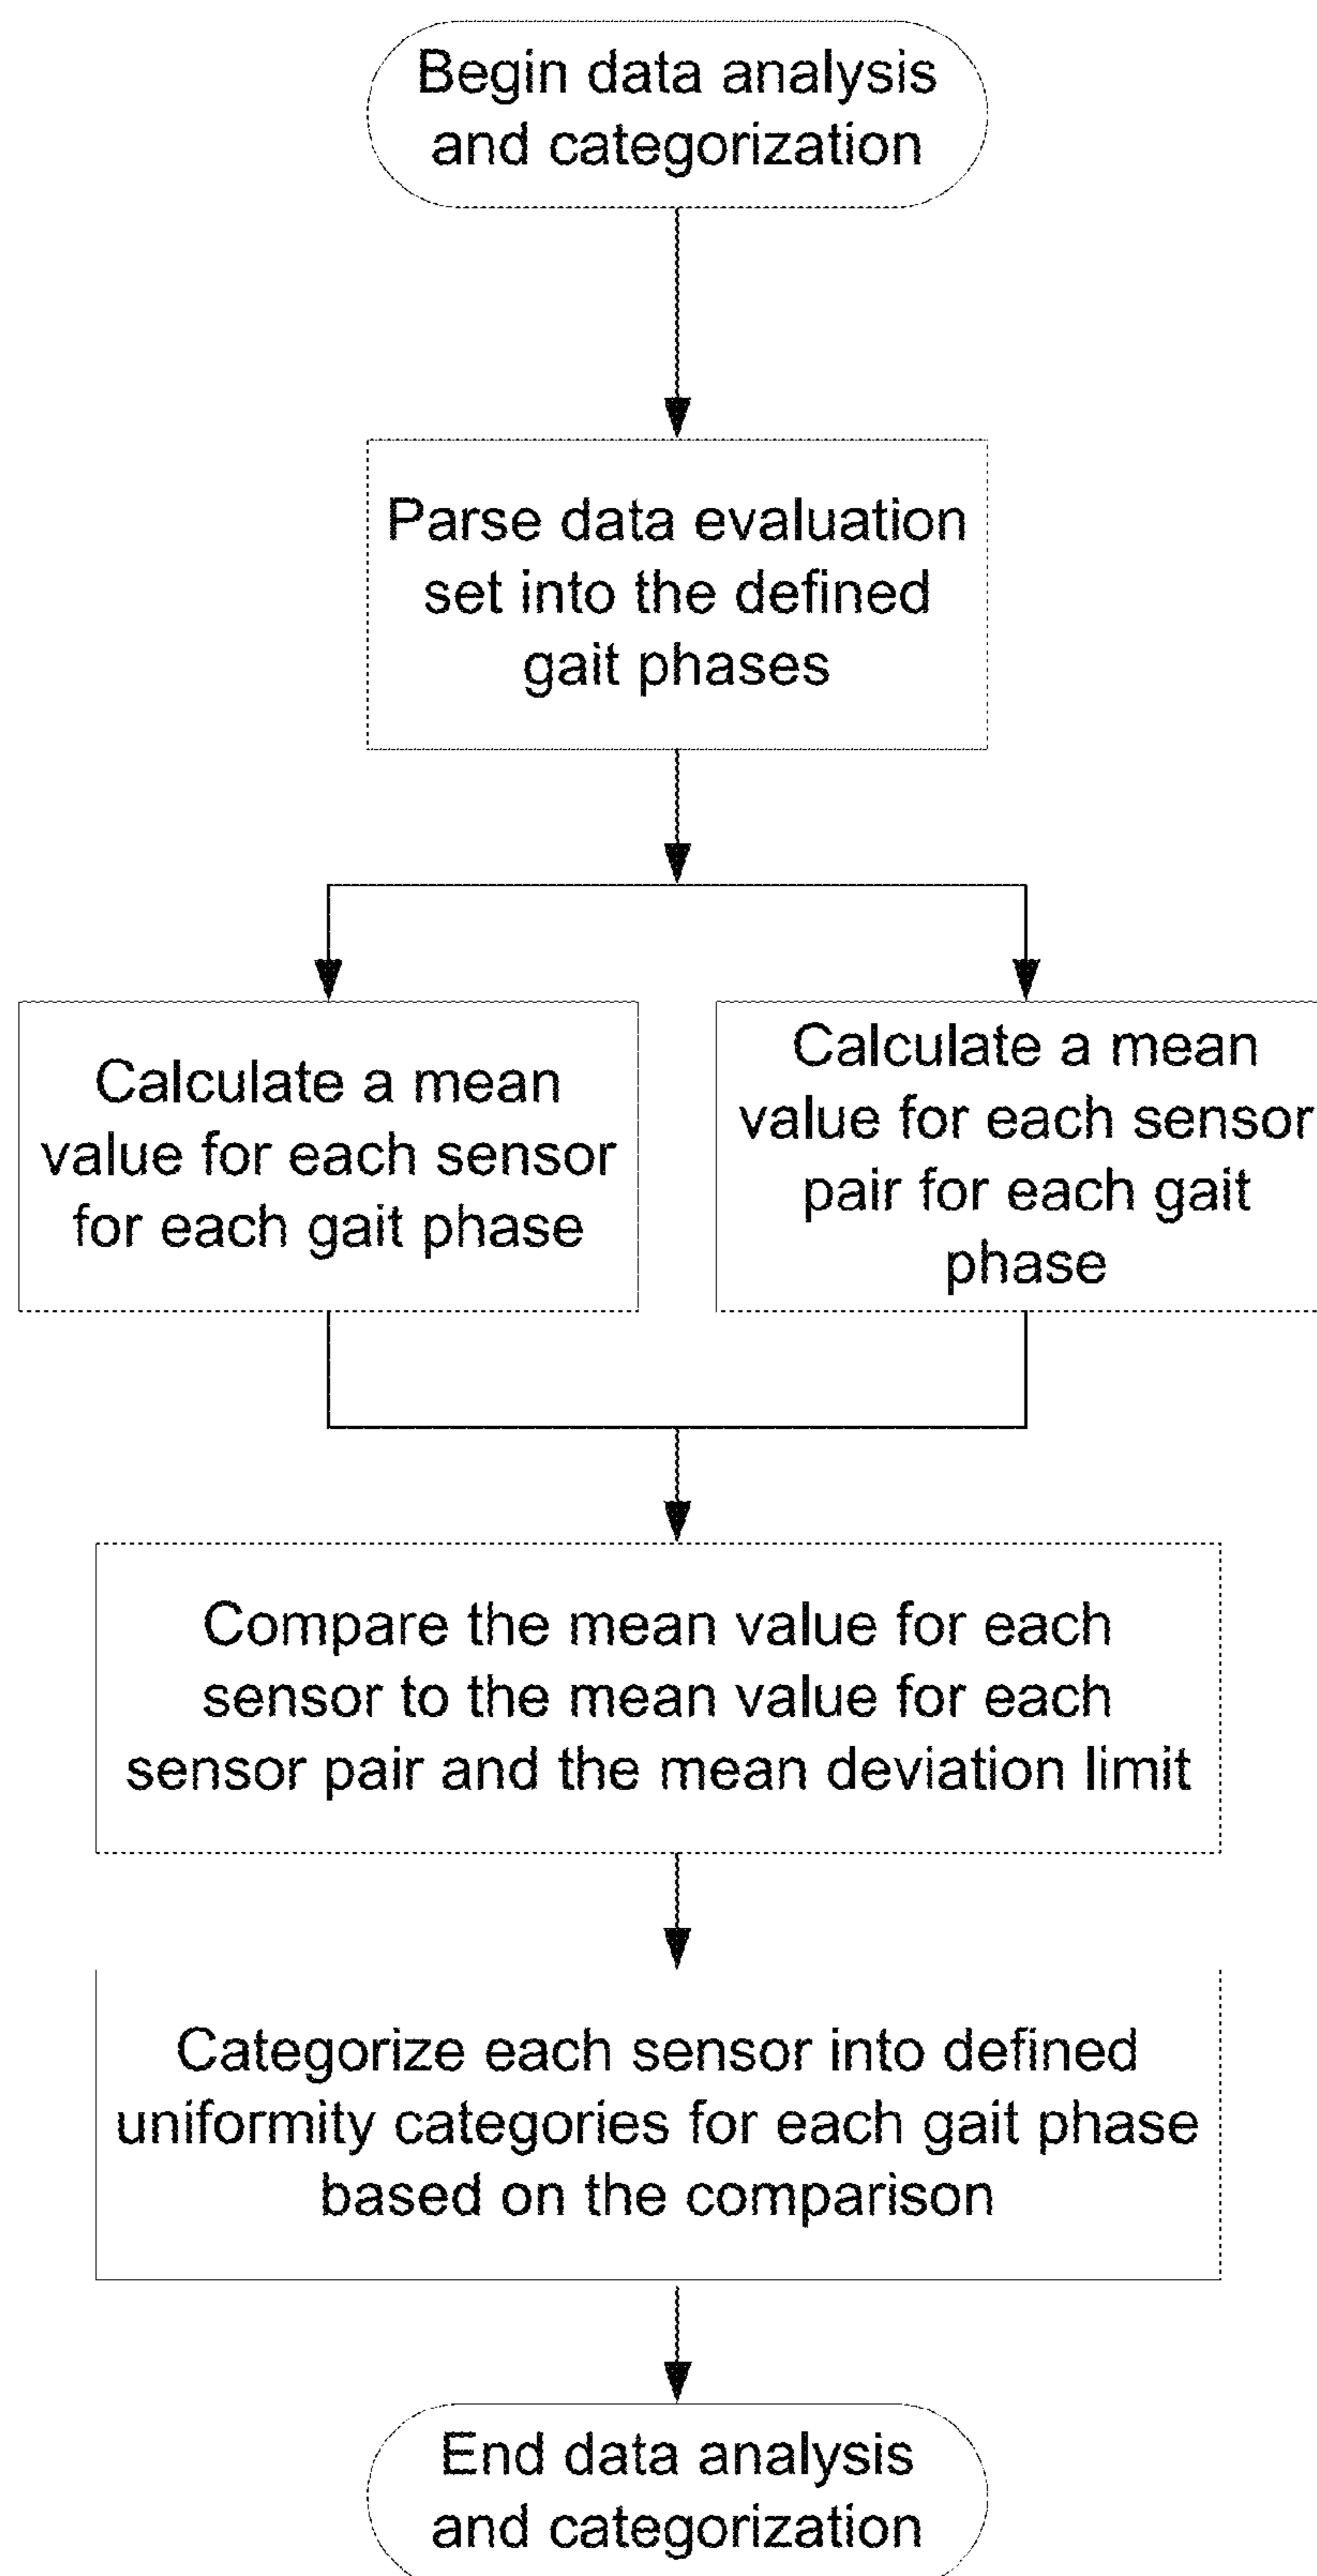 Begin data analysis
and categorization
Parse data evaluation
set into the defined
gait phases
Calculate a mean
value for each sensor
for each gait phase
Calculate a mean
value for each sensor
pair for each gait
phase
Compare the mean value for each
sensor to the mean value for each
sensor pair and the mean deviation limit
Categorize each sensor into defined
uniformity categories for each gait phase
based on the comparison
End data analysis
and categorization